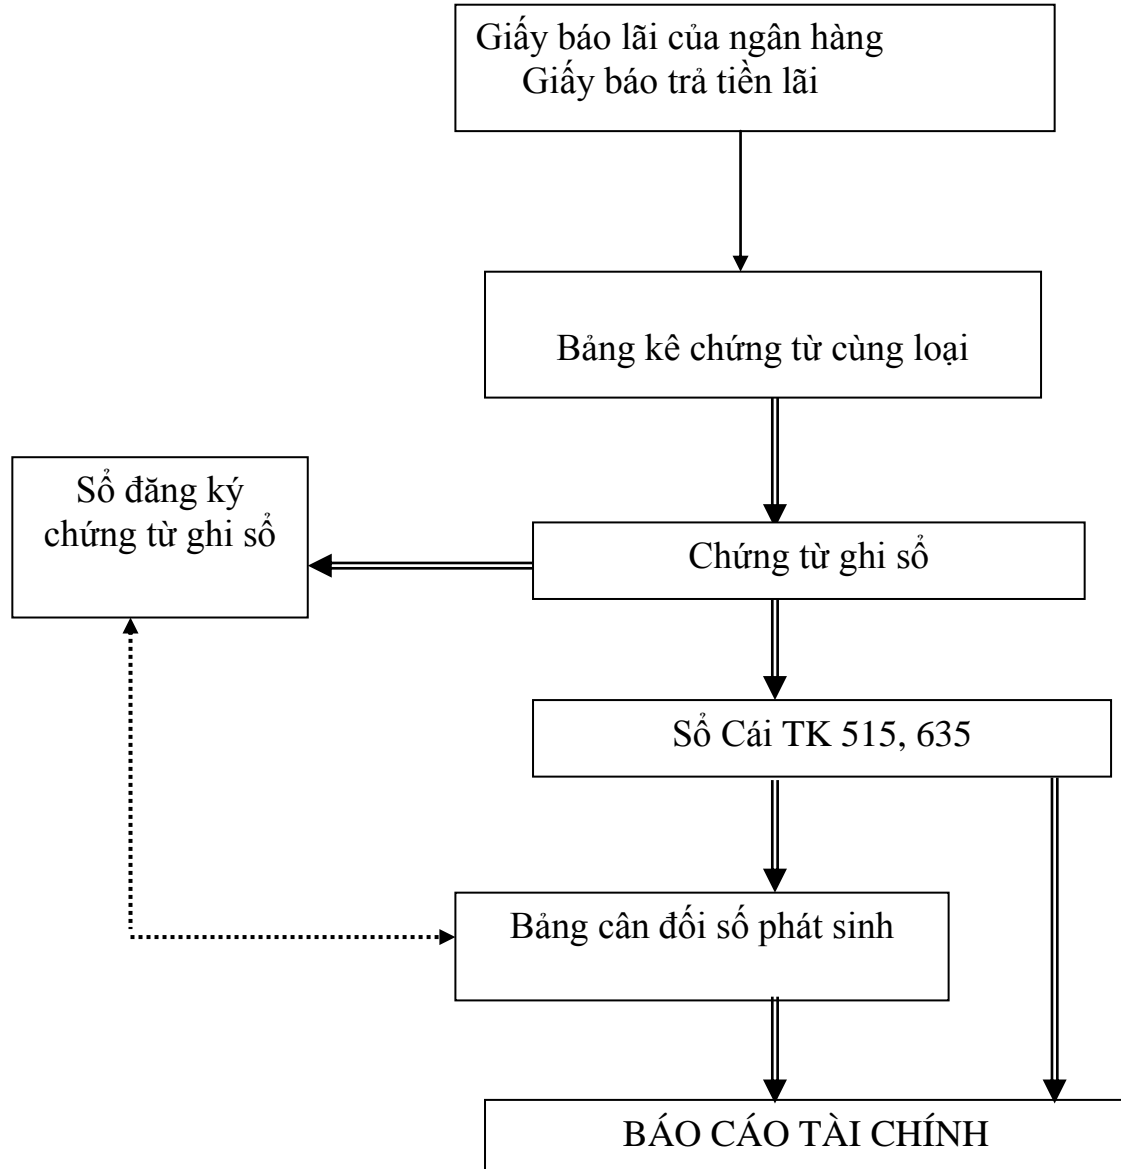 Giấy báo lãi của ngân hàng
Giấy báo trả tiền lãi
Bảng kê chứng từ cùng loại
Sổ đăng ký
chứng từ ghi sổ
Chứng từ ghi sổ
Sổ Cái TK 515, 635
Bảng cân đối số phát sinh
BÁO CÁO TÀI CHÍNH